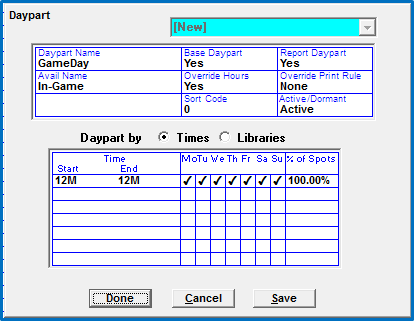 Daypart
[New]
Daypart Name Base Daypart Report Daypart
GameDay Yes Yes
Avail Name Override Hours Override Print Rule
In-Game Yes None
Sort Code Active/Dormant
0 Active
Daypart by Times Libraries
Time
Start End Mo Tu We Th Fr Sa Su % of Spots
12M 12M ✓ ✓ ✓ ✓ ✓ ✓ ✓ 100.00%
Done Cancel Save